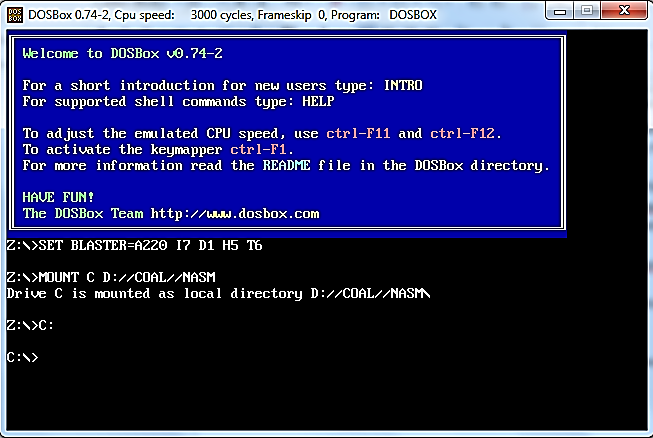 DOS BOX DOSBox 0.74-2, Cpu speed: 3000 cycles, Frameskip 0, Program: DOSBOX
Welcome to DOSBox v0.74-2
For a short introduction for new users type: INTRO
For supported shell commands type: HELP
To adjust the emulated CPU speed, use ctrl-F11 and ctrl-F12.
To activate the keymapper ctrl-F1.
For more information read the README file in the DOSBox directory.
HAVE FUN!
The DOSBox Team http://www.dosbox.com
Z:\>SET BLASTER=A220 I7 D1 H5 T6
Z:\>MOUNT C D://COAL//NASM
Drive C is mounted as local directory D://COAL//NASM\
Z:\>C:
C:\>